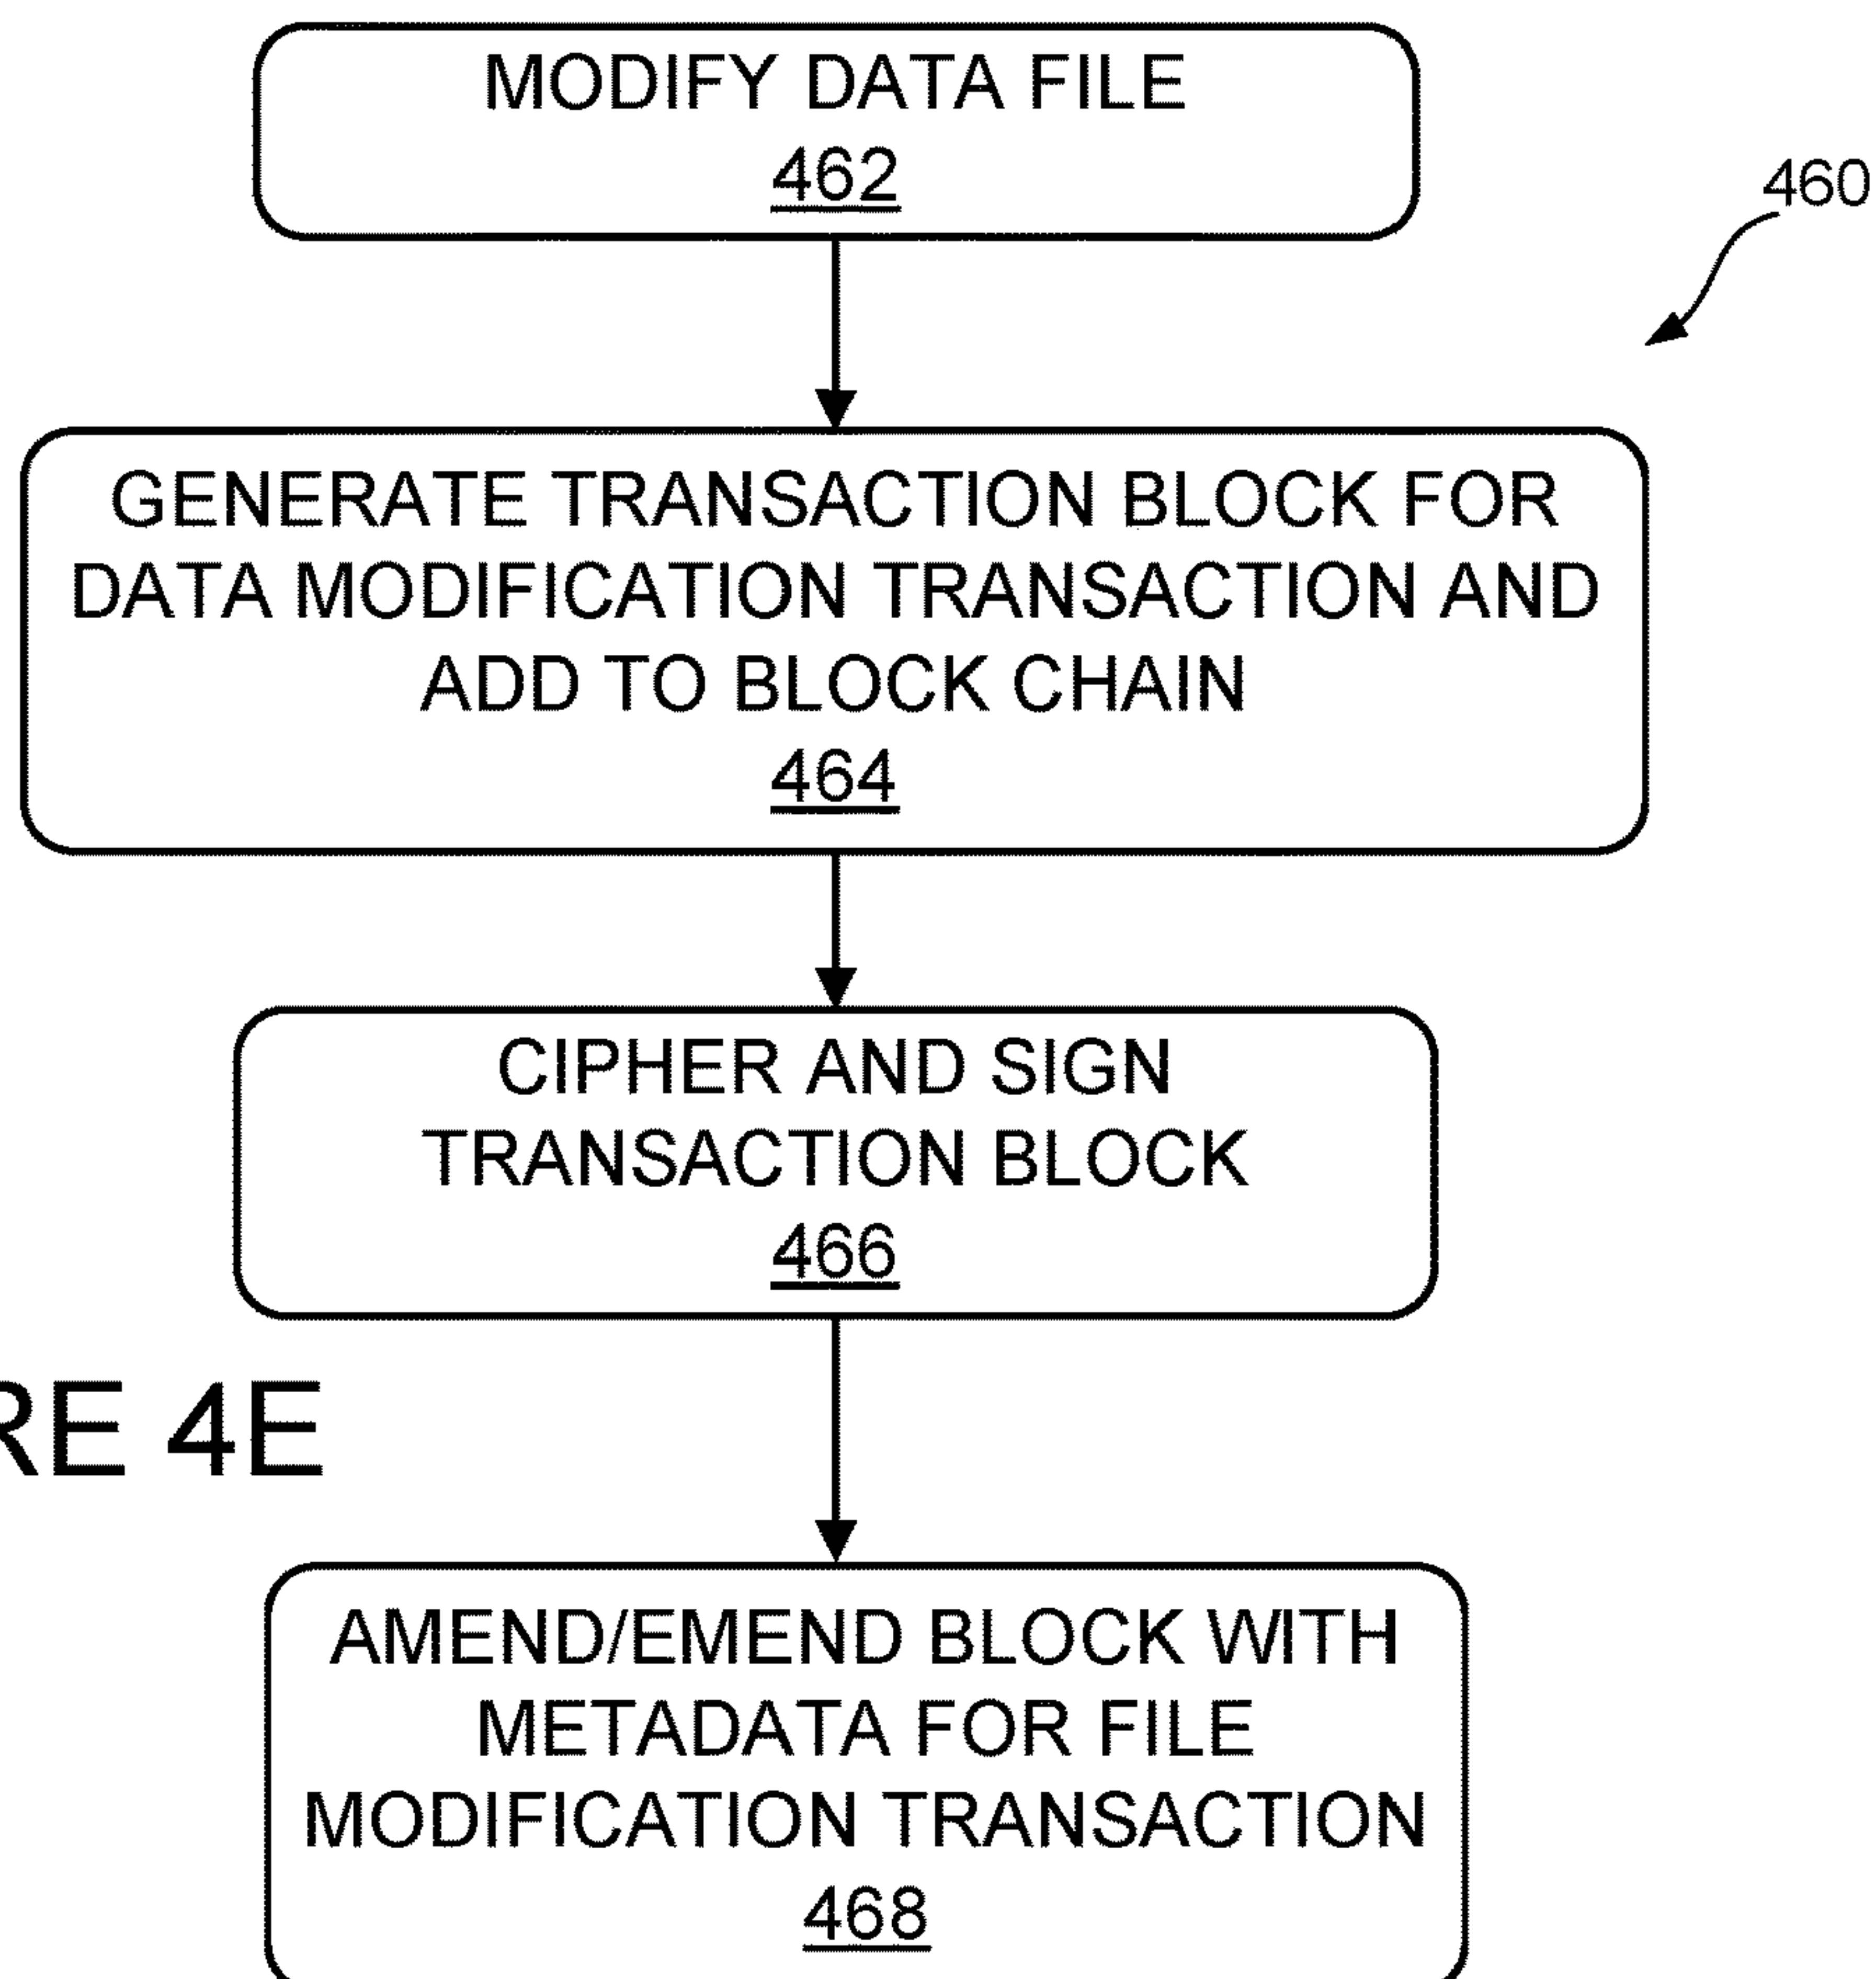 MODIFY DATA FILE
462
460
GENERATE TRANSACTION BLOCK FOR
DATA MODIFICATION TRANSACTION AND
ADD TO BLOCK CHAIN
464
CIPHER AND SIGN
TRANSACTION BLOCK
466
RE 4E
AMEND/EMEND BLOCK WITH
METADATA FOR FILE
MODIFICATION TRANSACTION
468